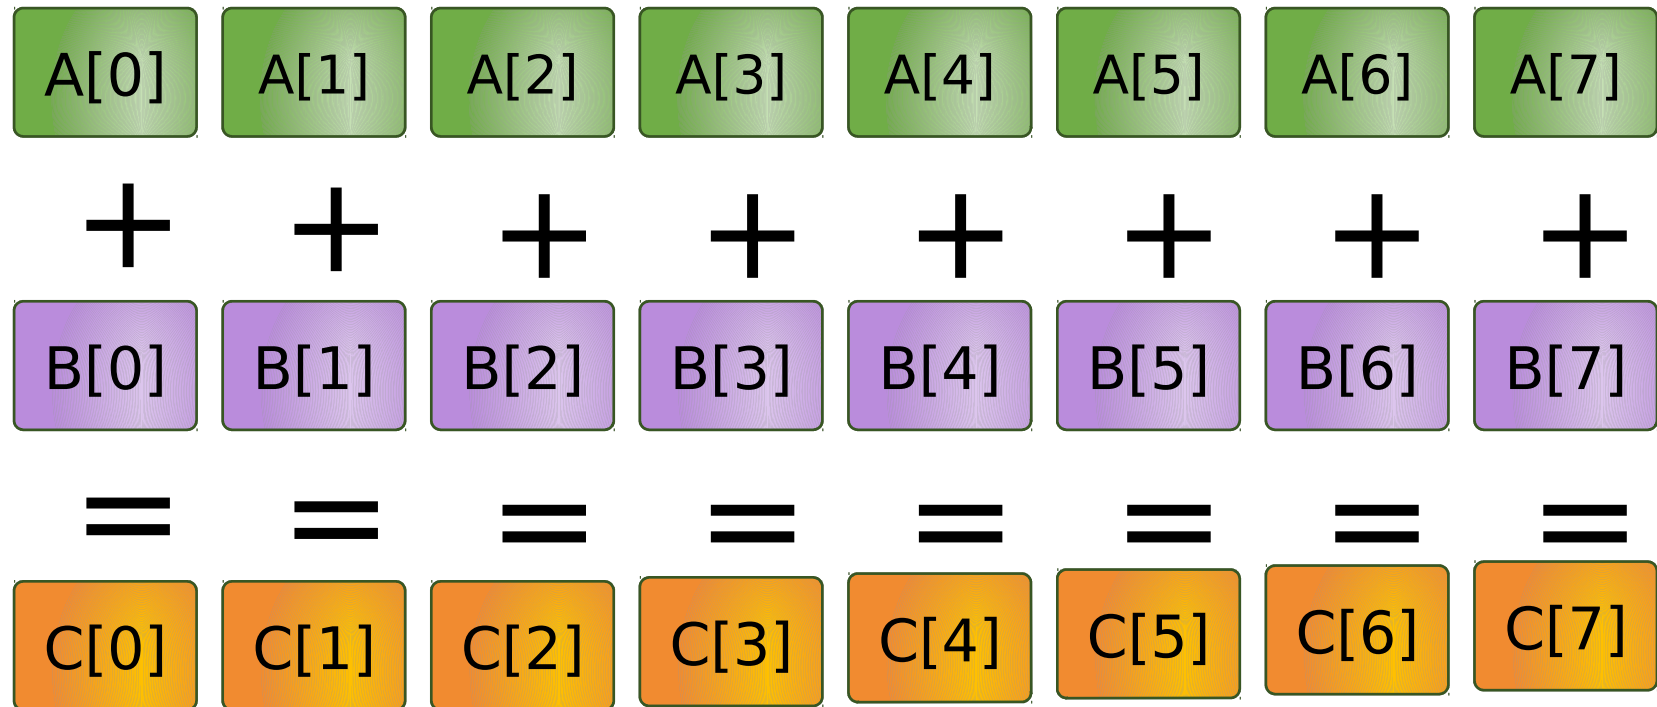 A[0] A[1] A[2] A[3] A[4] A[5] A[6] A[7]
+ + + + + + + +
B[0] B[1] B[2] B[3] B[4] B[5] B[6] B[7]
= = = = = = = =
C[0] C[1] C[2] C[3] C[4] C[5] C[6] C[7]